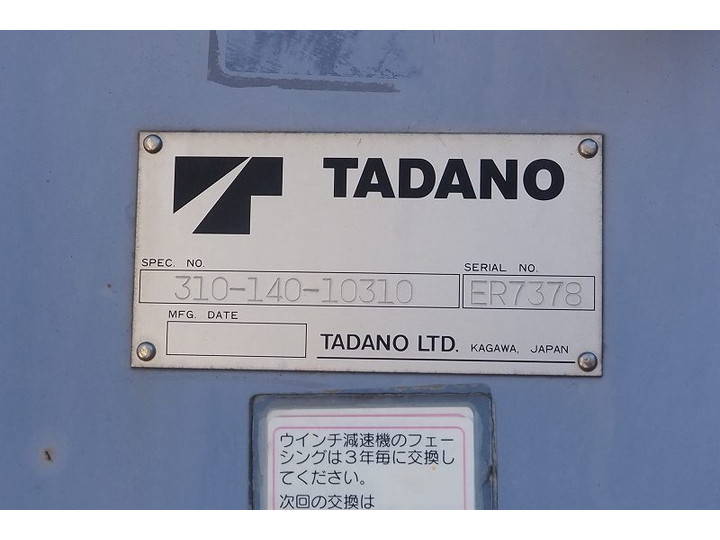 TADANO
SPEC. NO. SERIAL NO.
310-140-10310 ER7378
MFG. DATE
TADANO LTD. KAGAWA, JAPAN
ウインチ減速機のフェー
シングは3年毎に交換し
てください。
次回の交換は